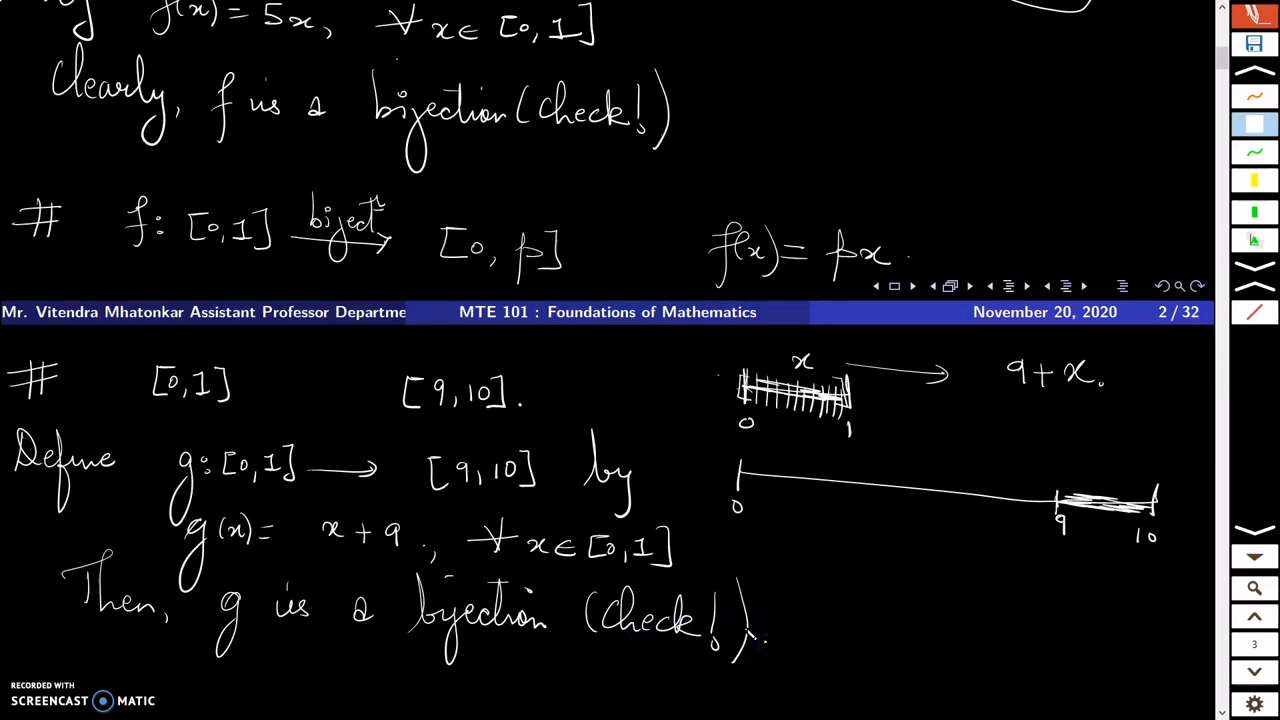 f(x) = 5x, ∀ x ∈ [0, 1]
Clearly, f is a bijection (Check!)
# f: [0, 1] biject⁠ⁿ → [0, p] f(x) = px.
Mr. Vitendra Mhatonkar Assistant Professor Departme MTE 101 : Foundations of Mathematics November 20, 2020 2 / 32
# [0, 1] [9, 10]. x → 9 + x.
0 1
Define g: [0, 1] → [9, 10] by
0 9 10
g(x) = x + 9, ∀ x ∈ [0, 1]
Then, g is a bijection (Check!).
3
RECORDED WITH
SCREENCAST MATIC